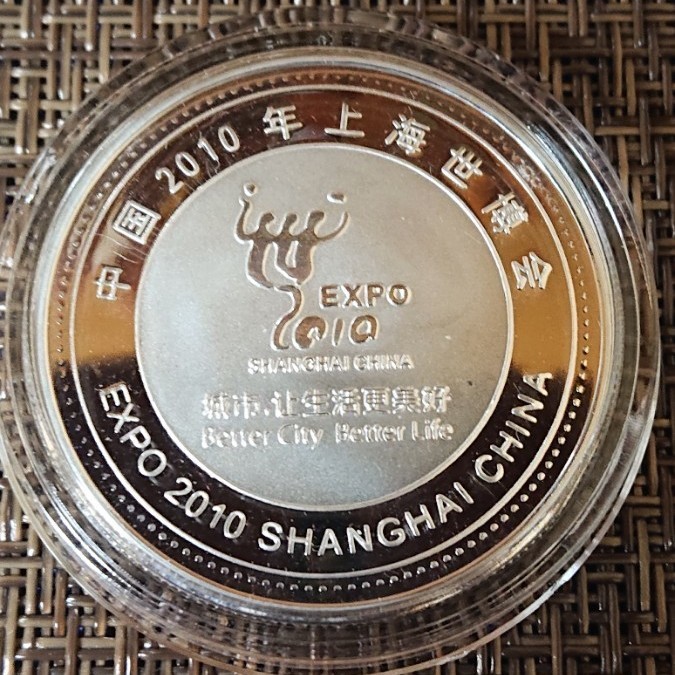 中国2010年上海世博会
EXPO
2010
SHANGHAI CHINA
城市,让生活更美好
Better City Better Life
EXPO 2010 SHANGHAI CHINA